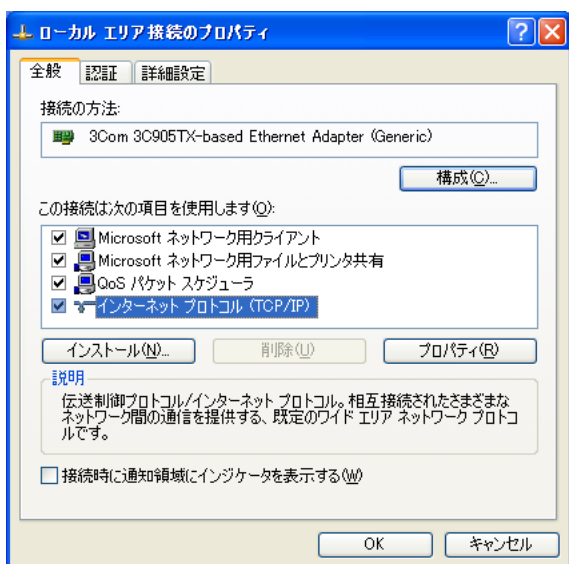 ローカル エリア接続のプロパティ
全般 認証 詳細設定
接続の方法:
3Com 3C905TX-based Ethernet Adapter (Generic)
構成(C)...
この接続は次の項目を使用します(O):
Microsoft ネットワーク用クライアント
Microsoft ネットワーク用ファイルとプリンタ共有
QoS パケット スケジューラ
インターネット プロトコル (TCP/IP)
インストール(N)... 削除(U) プロパティ(R)
説明
伝送制御プロトコル/インターネット プロトコル。相互接続されたさまざまな
ネットワーク間の通信を提供する、既定のワイド エリア ネットワーク プロトコ
ルです。
接続時に通知領域にインジケータを表示する(W)
OK キャンセル